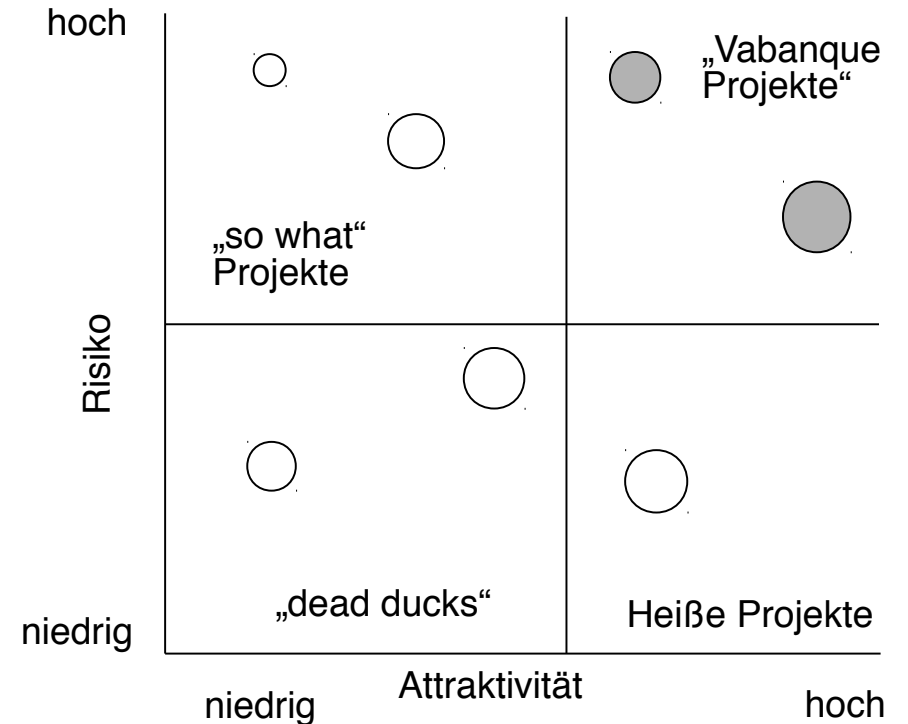 hoch
„Vabanque
Projekte“
„so what“
Projekte
Risiko
„dead ducks“
Heiße Projekte
niedrig
Attraktivität
niedrig
hoch